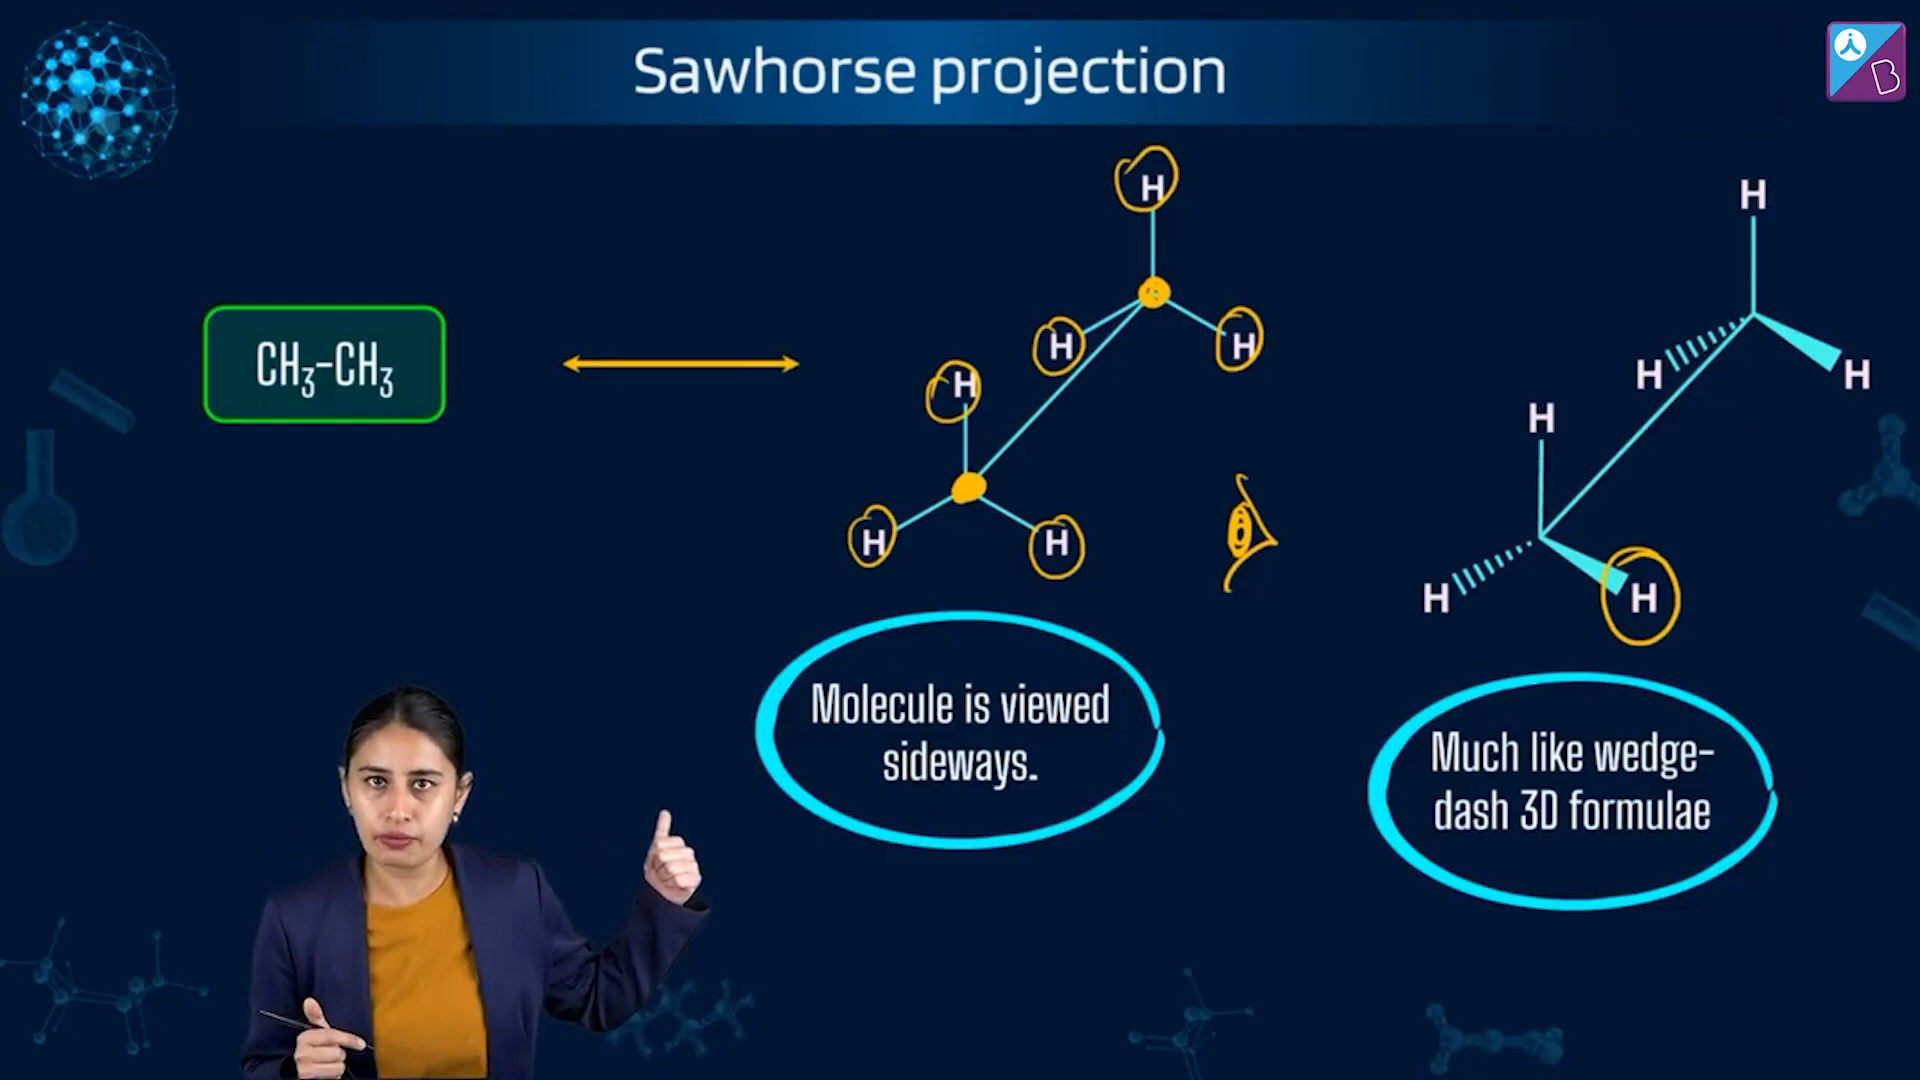 Sawhorse projection
B
H
H
CH₃–CH₃
H
H
H
H
H
H
H
H
H
H
Molecule is viewed
sideways.
Much like wedge-
dash 3D formulae